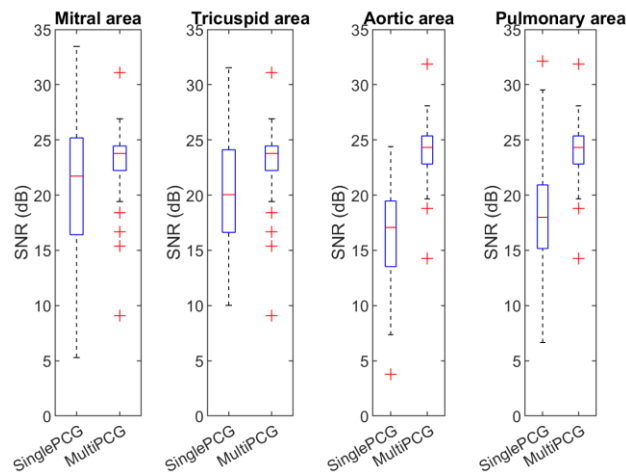 Mitral area
Tricuspid area
Aortic area
Pulmonary area
SNR (dB)
35
30
25
20
15
10
5
0
SinglePCG
MultiPCG
SNR (dB)
35
30
25
20
15
10
5
0
SinglePCG
MultiPCG
SNR (dB)
35
30
25
20
15
10
5
0
SinglePCG
MultiPCG
SNR (dB)
35
30
25
20
15
10
5
0
SinglePCG
MultiPCG